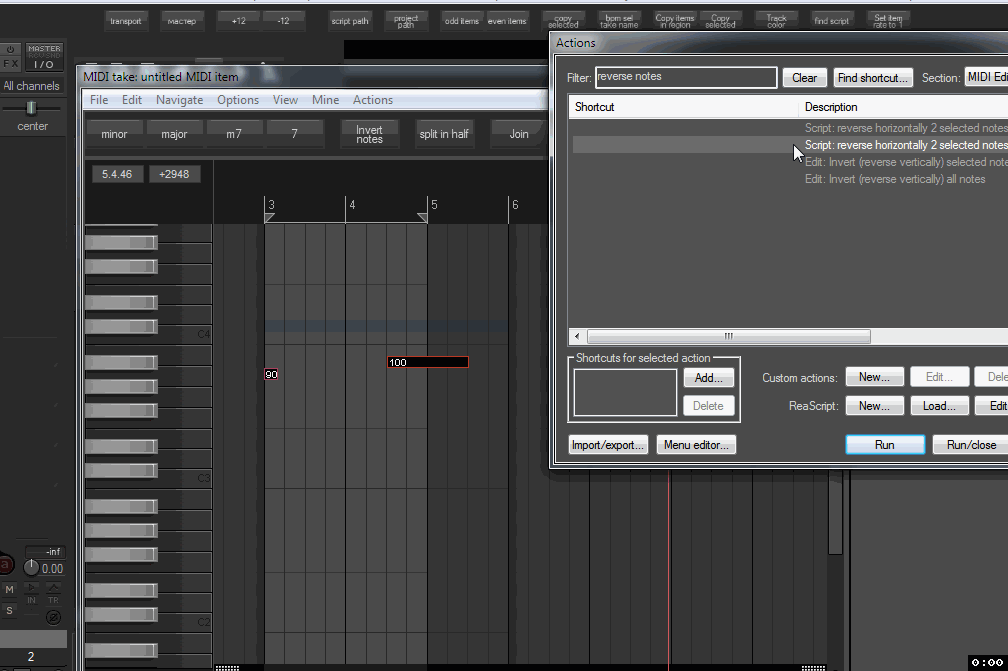 transport
мастер
+12
-12
script path
project
path
odd items
even items
copy
selected
bpm sel
take name
Copy items
in region
Copy
selected
Track
color
find script
Set item
rate to 1
MASTER
FX
I/O
All channels
center
MIDI take: untitled MIDI item
File Edit Navigate Options View Mine Actions
minor
major
m7
7
Invert
notes
split in half
Join
5.4.46
+2948
3
4
5
6
C4
100
90
C3
C2
Actions
Filter:
reverse notes
Clear
Find shortcut...
Section:
MIDI Edi
Shortcut
Description
Script: reverse horizontally 2 selected notes
Script: reverse horizontally 2 selected notes
Edit: Invert (reverse vertically) selected note
Edit: Invert (reverse vertically) all notes
Shortcuts for selected action
Add...
Delete
Custom actions:
New...
Edit...
Dele
ReaScript:
New...
Load...
Edit
Import/export...
Menu editor...
Run
Run/close
-inf
0.00
M
IN
TR
S
2
0:00